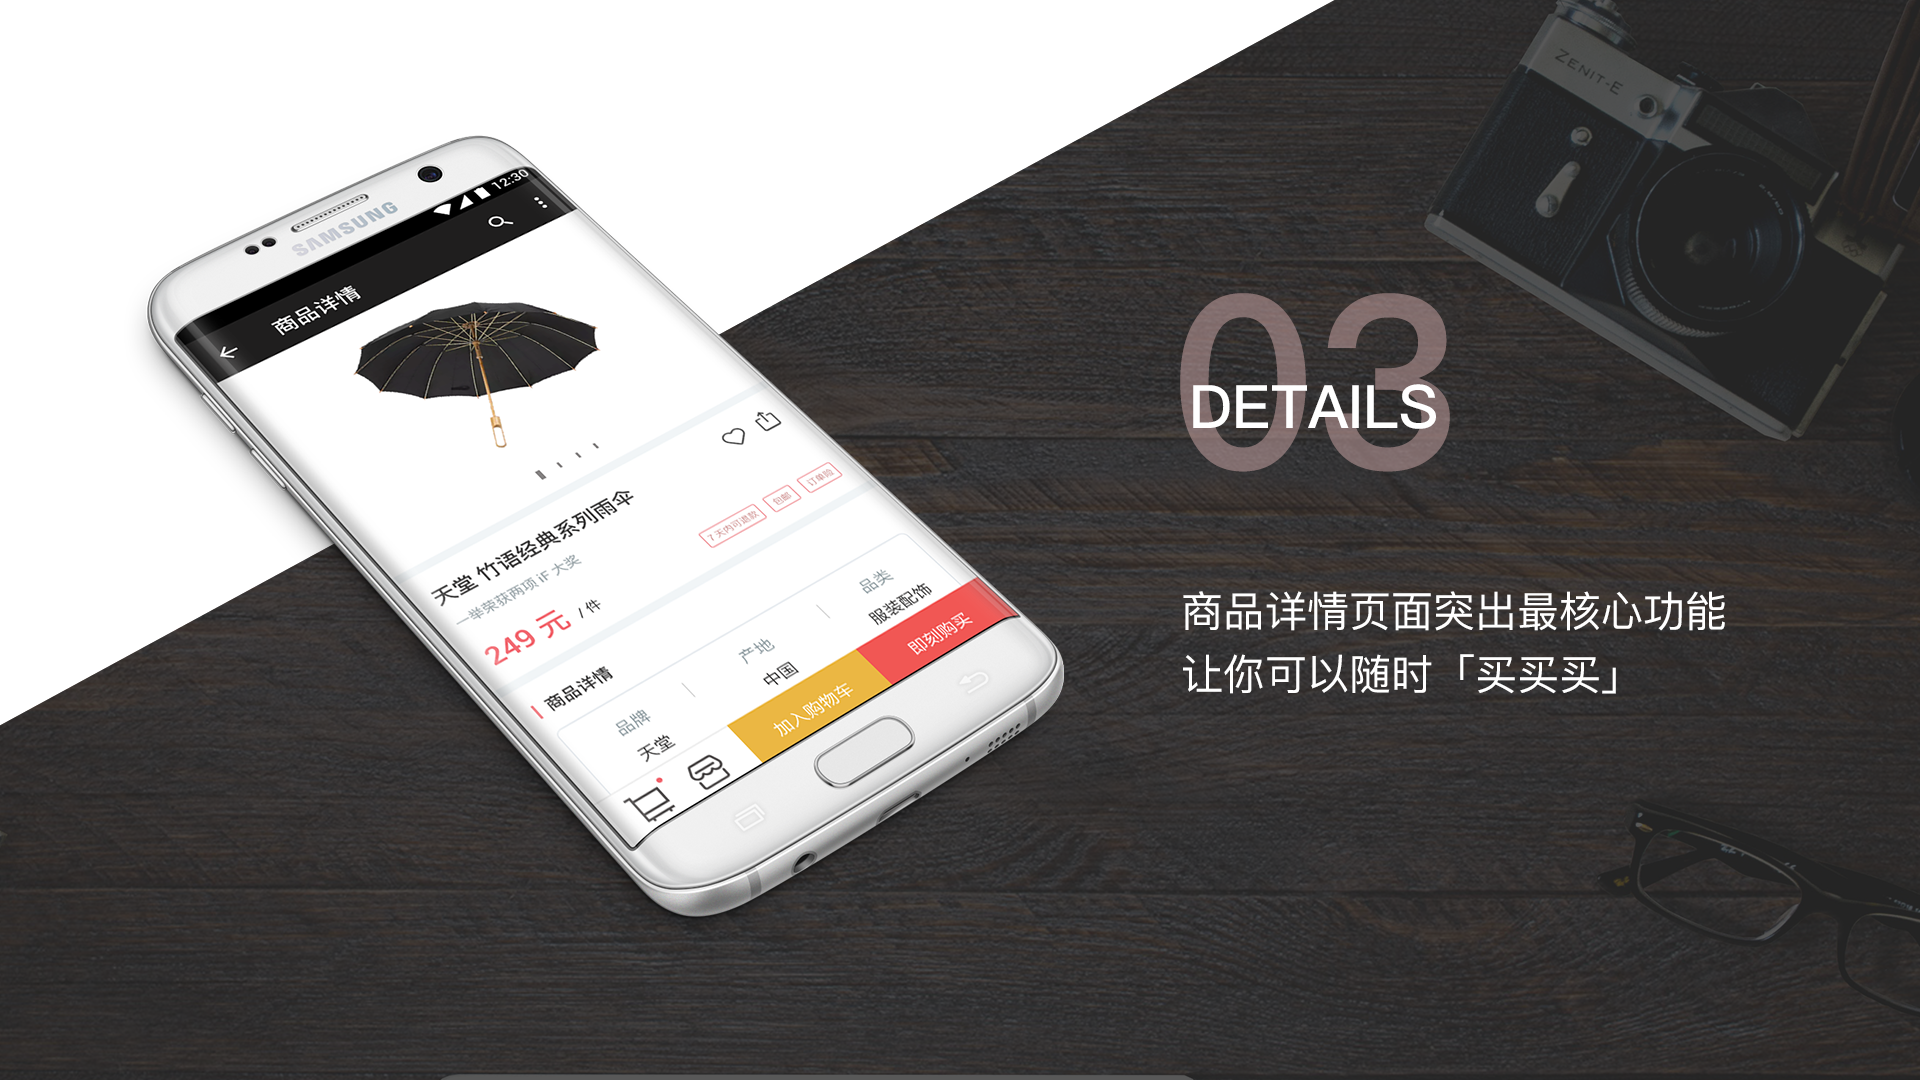 SAMSUNG
12:30
商品详情
天堂 竹语经典系列雨伞
一举荣获两项 iF 大奖
249 元 / 件
7 天内可退款
包邮
订单险
商品详情
品牌
天堂
产地
中国
品类
服装配饰
加入购物车
即刻购买
ZENIT-E
03
DETAILS
商品详情页面突出最核心功能
让你可以随时「买买买」